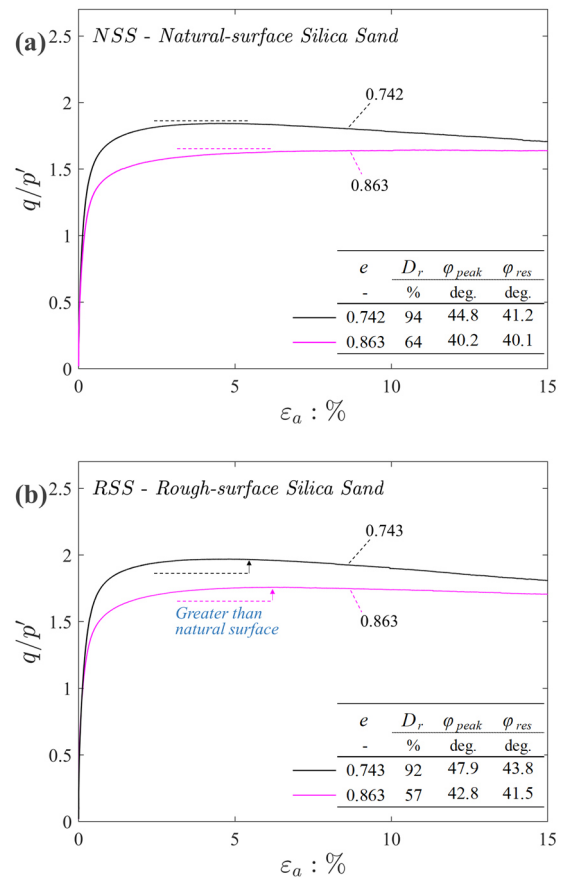 (a)
NSS - Natural-surface Silica Sand
2.5
2
1.5
1
0.5
0
q/p′
0.742
0.863
e D_r φ_peak φ_res
- % deg. deg.
0.742 94 44.8 41.2
0.863 64 40.2 40.1
0 5 10 15
ε_a : %
(b)
RSS - Rough-surface Silica Sand
2.5
2
1.5
1
0.5
0
q/p′
0.743
Greater than
natural surface
0.863
e D_r φ_peak φ_res
- % deg. deg.
0.743 92 47.9 43.8
0.863 57 42.8 41.5
0 5 10 15
ε_a : %